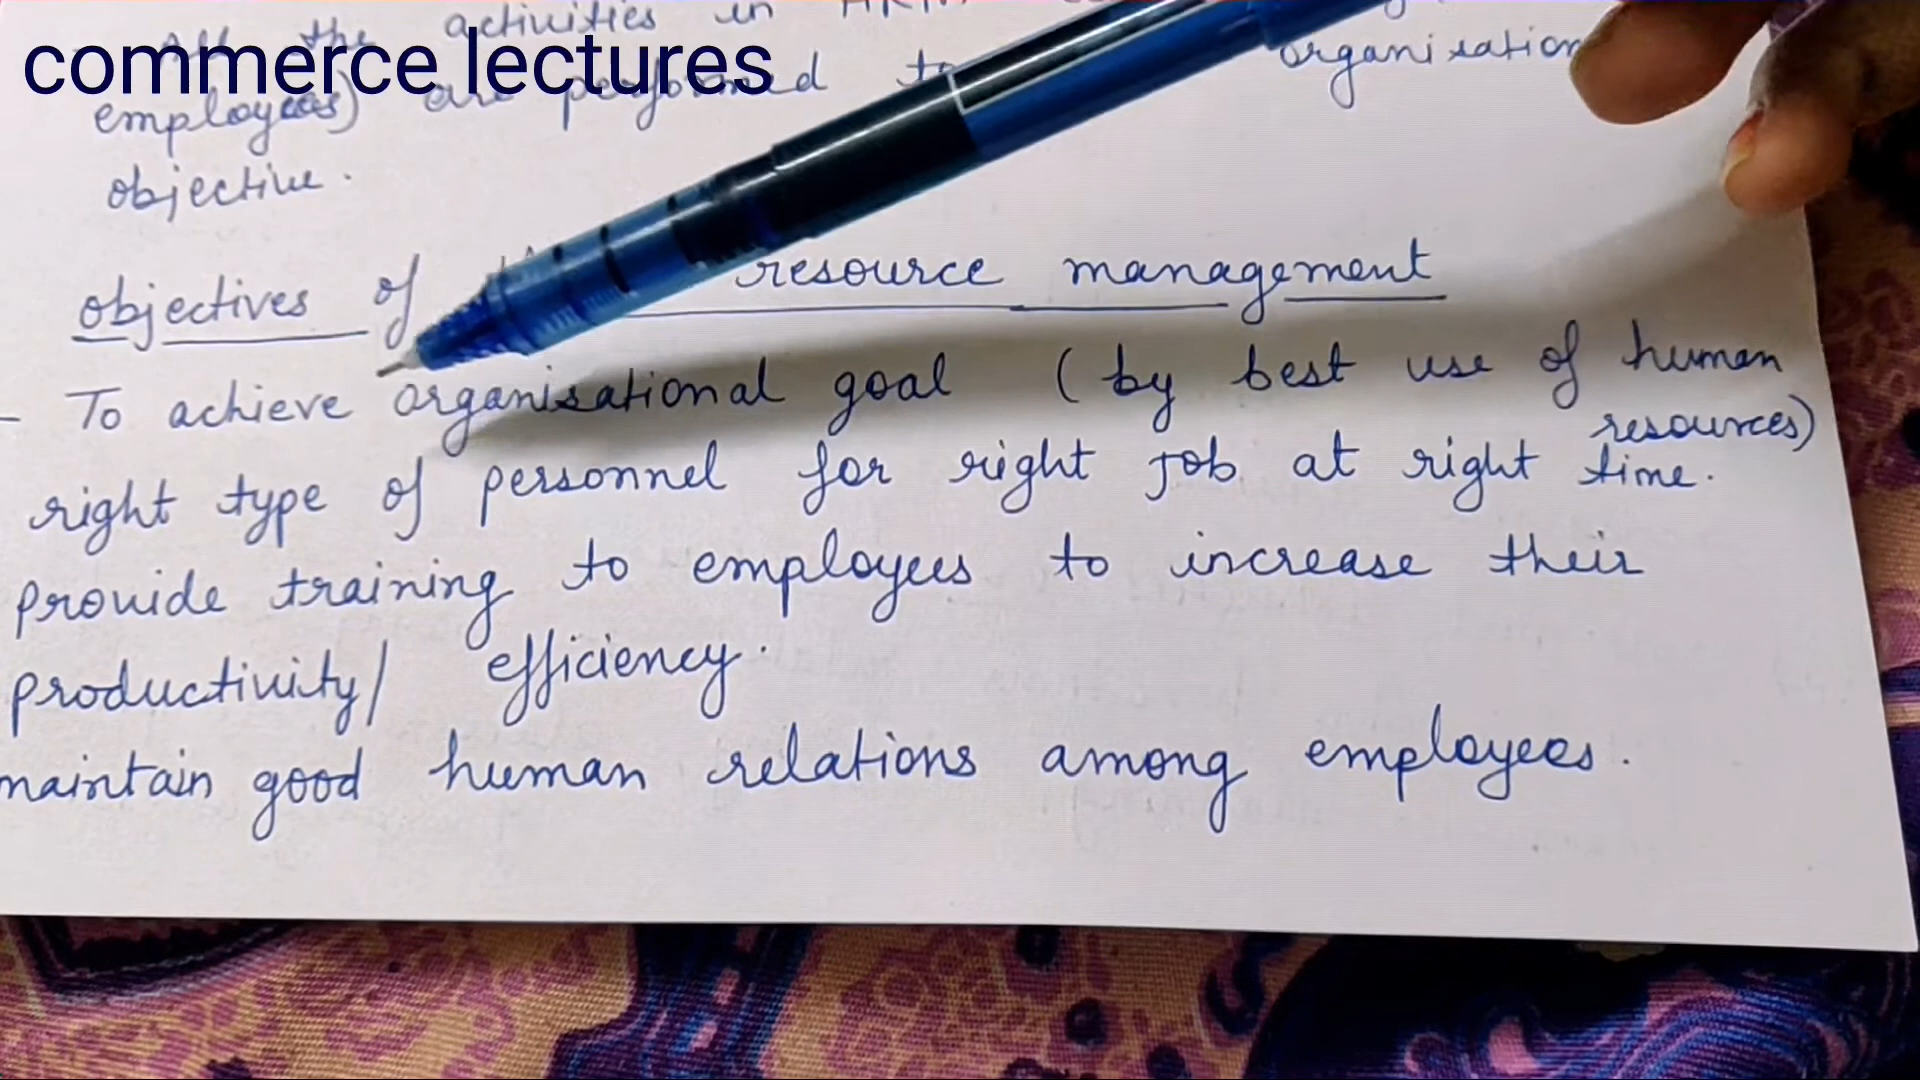 commerce lectures
All the activities in HRM
employees) are performed to organisation
objective.
objectives of resource management
- To achieve organisational goal (by best use of human
resources)
right type of personnel for right job at right time.
provide training to employees to increase their
productivity/ efficiency.
maintain good human relations among employees.